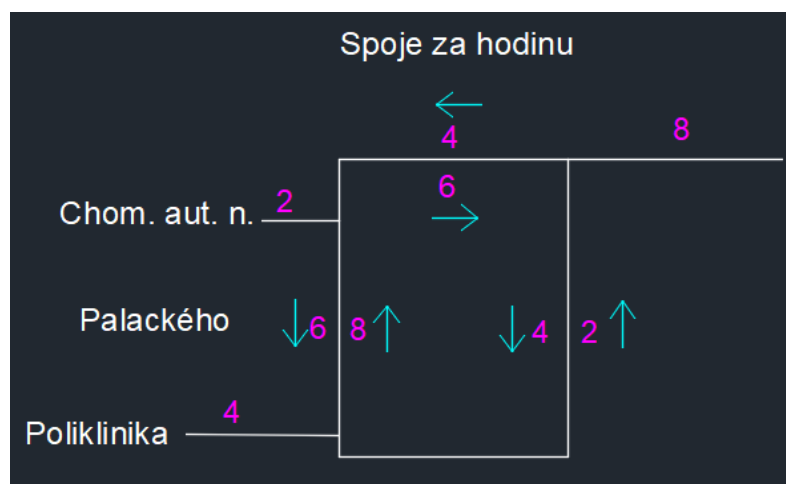 Spoje za hodinu
4
8
6
Chom. aut. n. 2
Palackého
6 8 4 2
4
Poliklinika